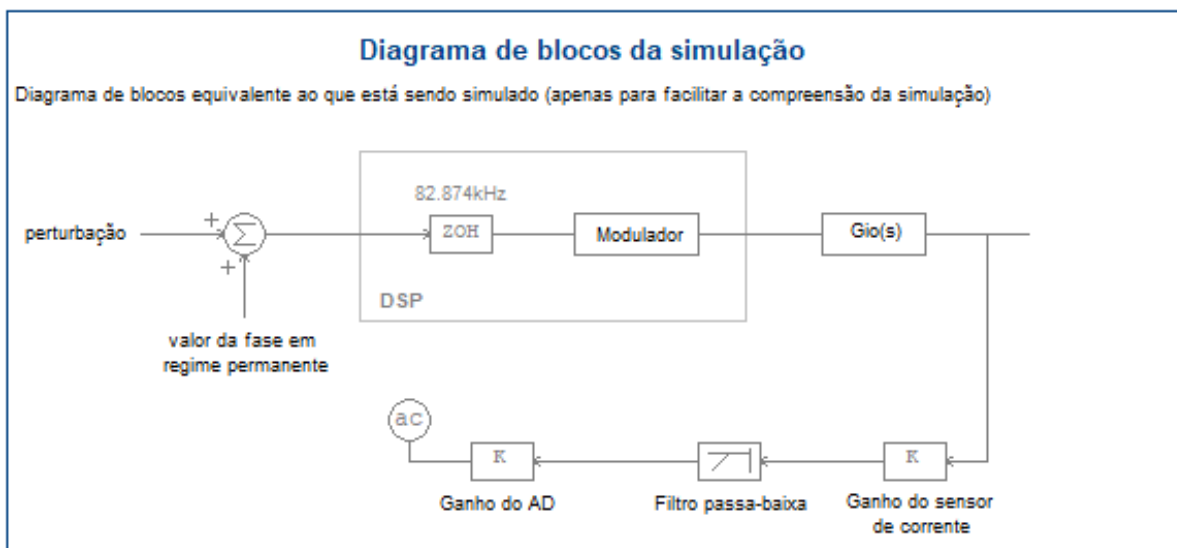 Diagrama de blocos da simulação
Diagrama de blocos equivalente ao que está sendo simulado (apenas para facilitar a compreensão da simulação)
82.874kHz
perturbação
+
Σ
ZOH
Modulador
Gio(s)
+
DSP
valor da fase em
regime permanente
ac
K
K
Ganho do AD
Filtro passa-baixa
Ganho do sensor
de corrente